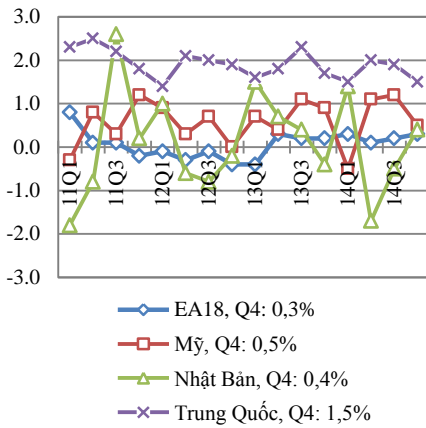 3.0
2.0
1.0
0.0
-1.0
-2.0
-3.0
11Q1
11Q3
12Q1
12Q3
13Q1
13Q3
14Q1
14Q3
EA18, Q4: 0,3%
Mỹ, Q4: 0,5%
Nhật Bản, Q4: 0,4%
Trung Quốc, Q4: 1,5%